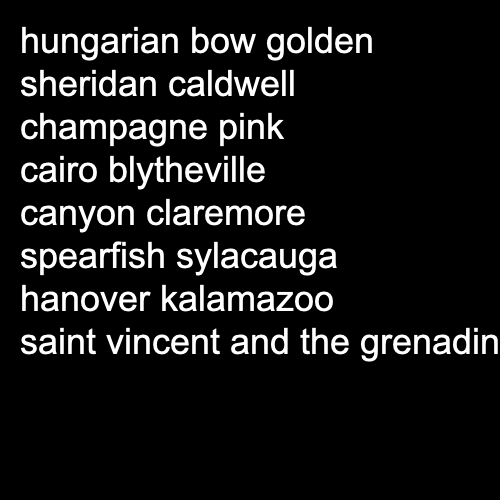 hungarian bow golden
sheridan caldwell
champagne pink
cairo blytheville
canyon claremore
spearfish sylacauga
hanover kalamazoo
saint vincent and the grenadin